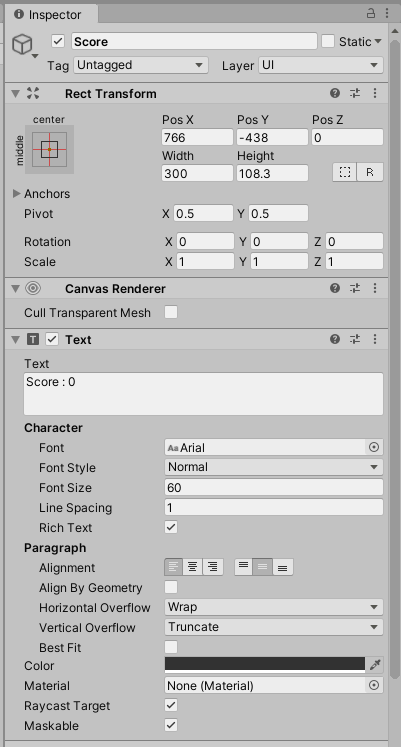 Inspector
Score Static
Tag Untagged Layer UI
Rect Transform
center Pos X Pos Y Pos Z
middle 766 -438 0
Width Height
300 108.3 R
Anchors
Pivot X 0.5 Y 0.5
Rotation X 0 Y 0 Z 0
Scale X 1 Y 1 Z 1
Canvas Renderer
Cull Transparent Mesh
T Text
Text
Score : 0
Character
Font Aa Arial
Font Style Normal
Font Size 60
Line Spacing 1
Rich Text
Paragraph
Alignment
Align By Geometry
Horizontal Overflow Wrap
Vertical Overflow Truncate
Best Fit
Color
Material None (Material)
Raycast Target
Maskable